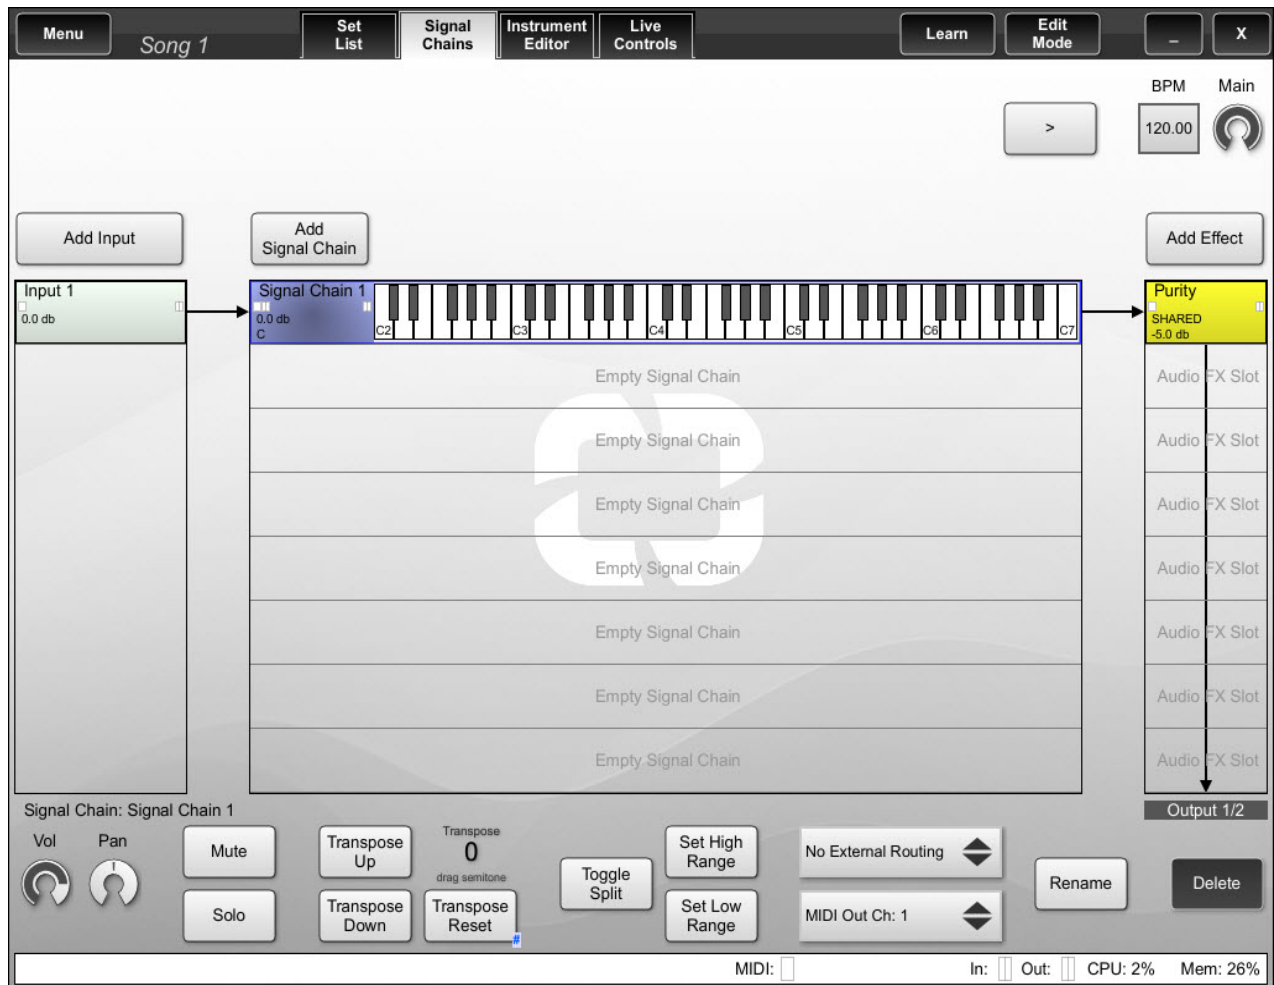 Menu
Song 1
Set
List
Signal
Chains
Instrument
Editor
Live
Controls
Learn
Edit
Mode
_
X
BPM
Main
>
120.00
Add Input
Add
Signal Chain
Add Effect
Input 1
0.0 db
Signal Chain 1
0.0 db
C
C2
C3
C4
C5
C6
C7
Purity
SHARED
-5.0 db
Empty Signal Chain
Audio FX Slot
Empty Signal Chain
Audio FX Slot
Empty Signal Chain
Audio FX Slot
Empty Signal Chain
Audio FX Slot
Empty Signal Chain
Audio FX Slot
Empty Signal Chain
Audio FX Slot
Empty Signal Chain
Audio FX Slot
Signal Chain: Signal Chain 1
Output 1/2
Vol
Pan
Mute
Solo
Transpose
Up
Transpose
Down
Transpose
0
drag semitone
Transpose
Reset
#
Toggle
Split
Set High
Range
Set Low
Range
No External Routing
MIDI Out Ch: 1
Rename
Delete
MIDI:
In:
Out:
CPU: 2%
Mem: 26%